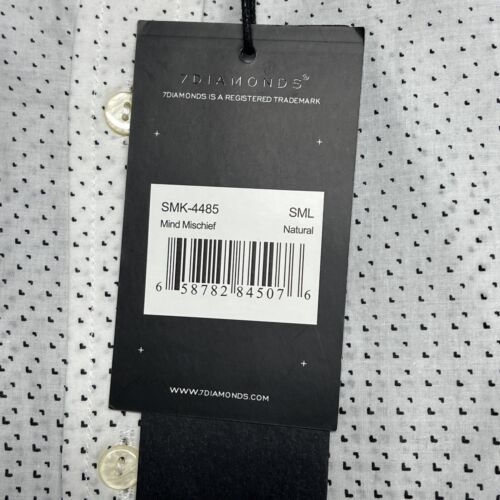 7DIAMONDS®
7DIAMONDS IS A REGISTERED TRADEMARK
SMK-4485 SML
Mind Mischief Natural
6 58782 84507 6
WWW.7DIAMONDS.COM